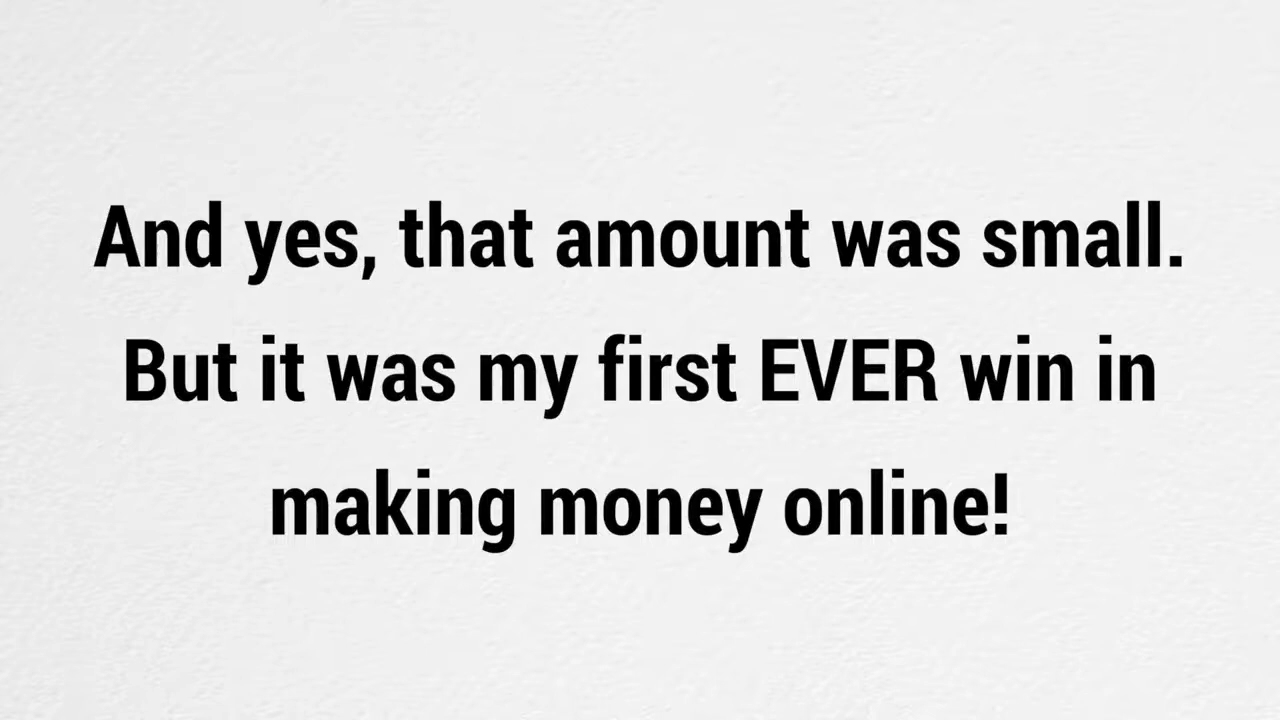 And yes, that amount was small.
But it was my first EVER win in
making money online!